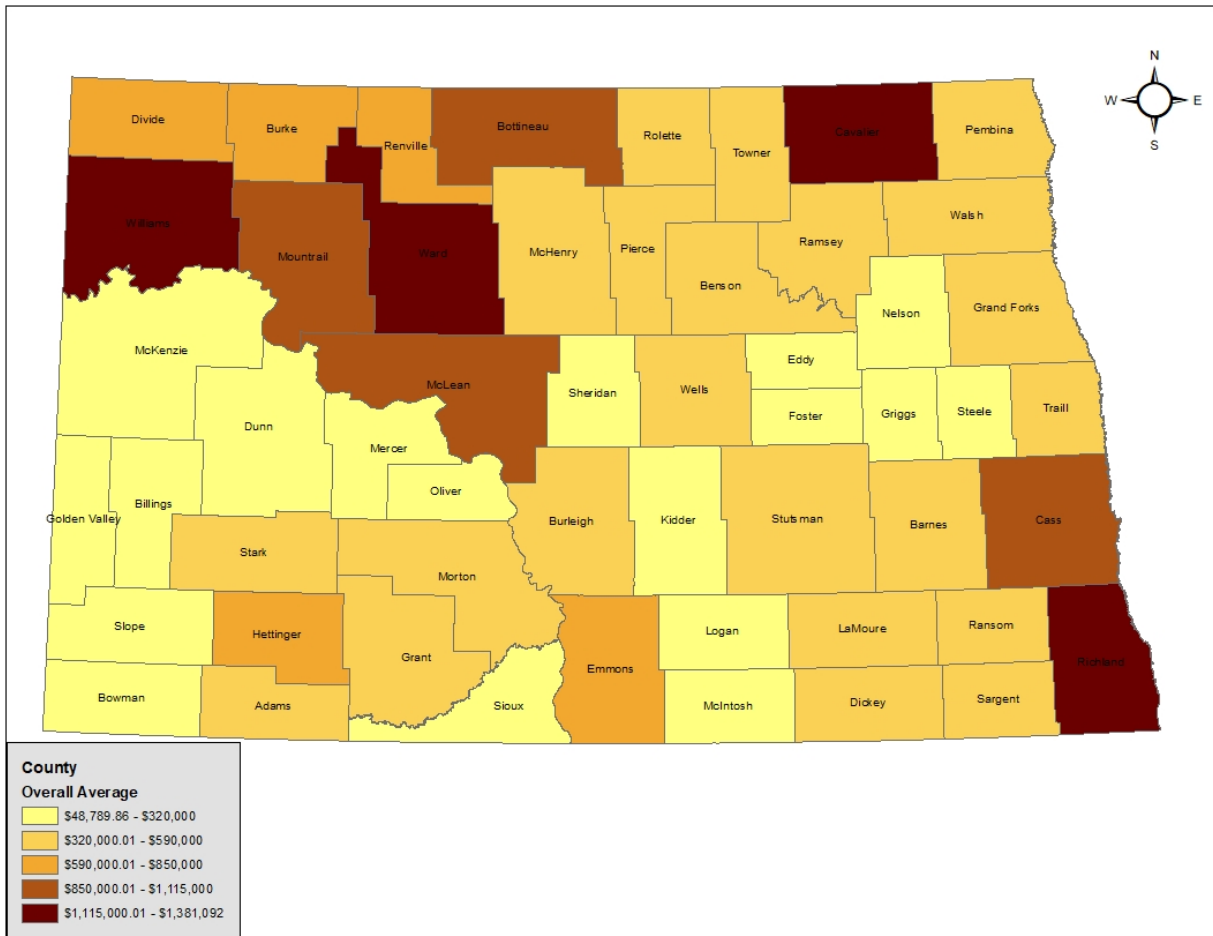 N
W E
S
Divide
Burke
Renville
Bottineau
Rolette
Towner
Cavalier
Pembina
Williams
Mountrail
Ward
McHenry
Pierce
Benson
Ramsey
Walsh
Nelson
Grand Forks
McKenzie
Dunn
McLean
Mercer
Oliver
Sheridan
Wells
Eddy
Foster
Griggs
Steele
Traill
Golden Valley
Billings
Stark
Morton
Burleigh
Kidder
Stutsman
Barnes
Cass
Slope
Hettinger
Grant
Emmons
Logan
LaMoure
Ransom
Richland
Bowman
Adams
Sioux
McIntosh
Dickey
Sargent
County
Overall Average
$48,789.86 - $320,000
$320,000.01 - $590,000
$590,000.01 - $850,000
$850,000.01 - $1,115,000
$1,115,000.01 - $1,381,092